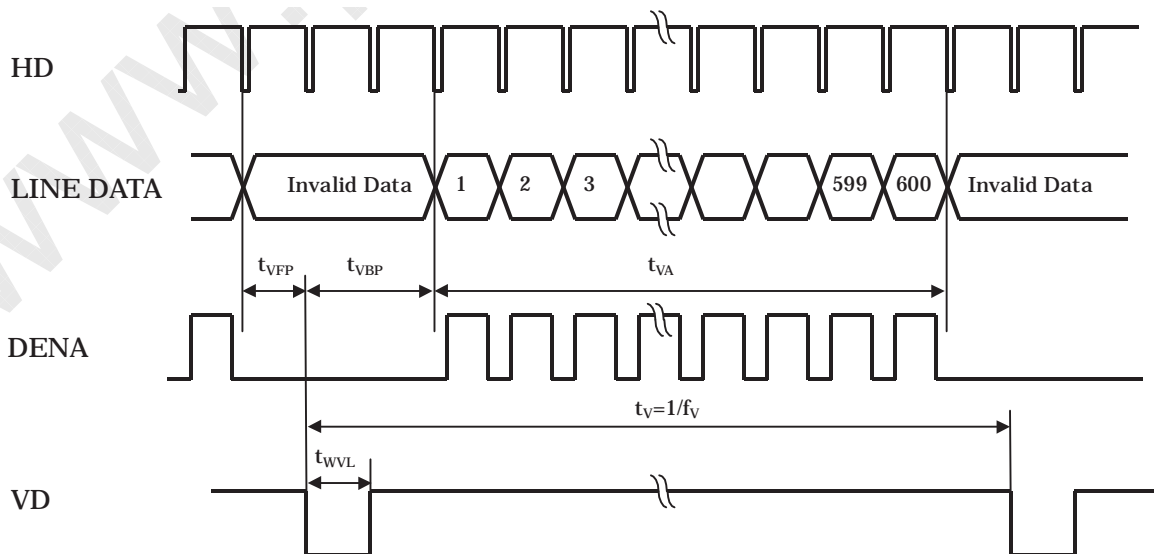 HD
LINE DATA
Invalid Data 1 2 3 599 600 Invalid Data
tVFP tVBP tVA
DENA
tV=1/fV
tWVL
VD